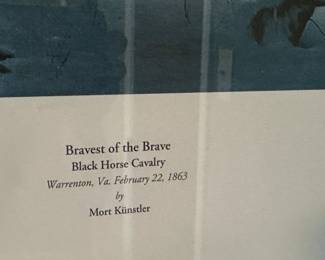 Bravest of the Brave
Black Horse Cavalry
Warrenton, Va. February 22, 1863
by
Mort Künstler